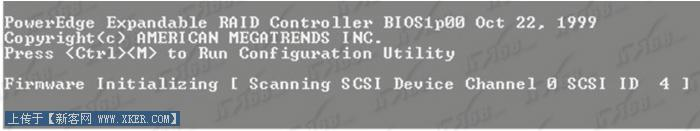 PowerEdge Expandable RAID Controller BIOS1p00 Oct 22, 1999
Copyright(c) AMERICAN MEGATRENDS INC.
Press <Ctrl><M> to Run Configuration Utility
Firmware Initializing [ Scanning SCSI Device Channel 0 SCSI ID 4 ]
上传于【新客网 www.XKER.com】